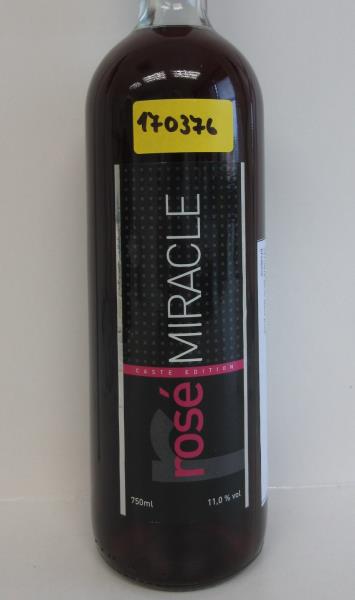 170376
rosé MIRACLE
CASTE EDITION
750ml
11,0 % vol